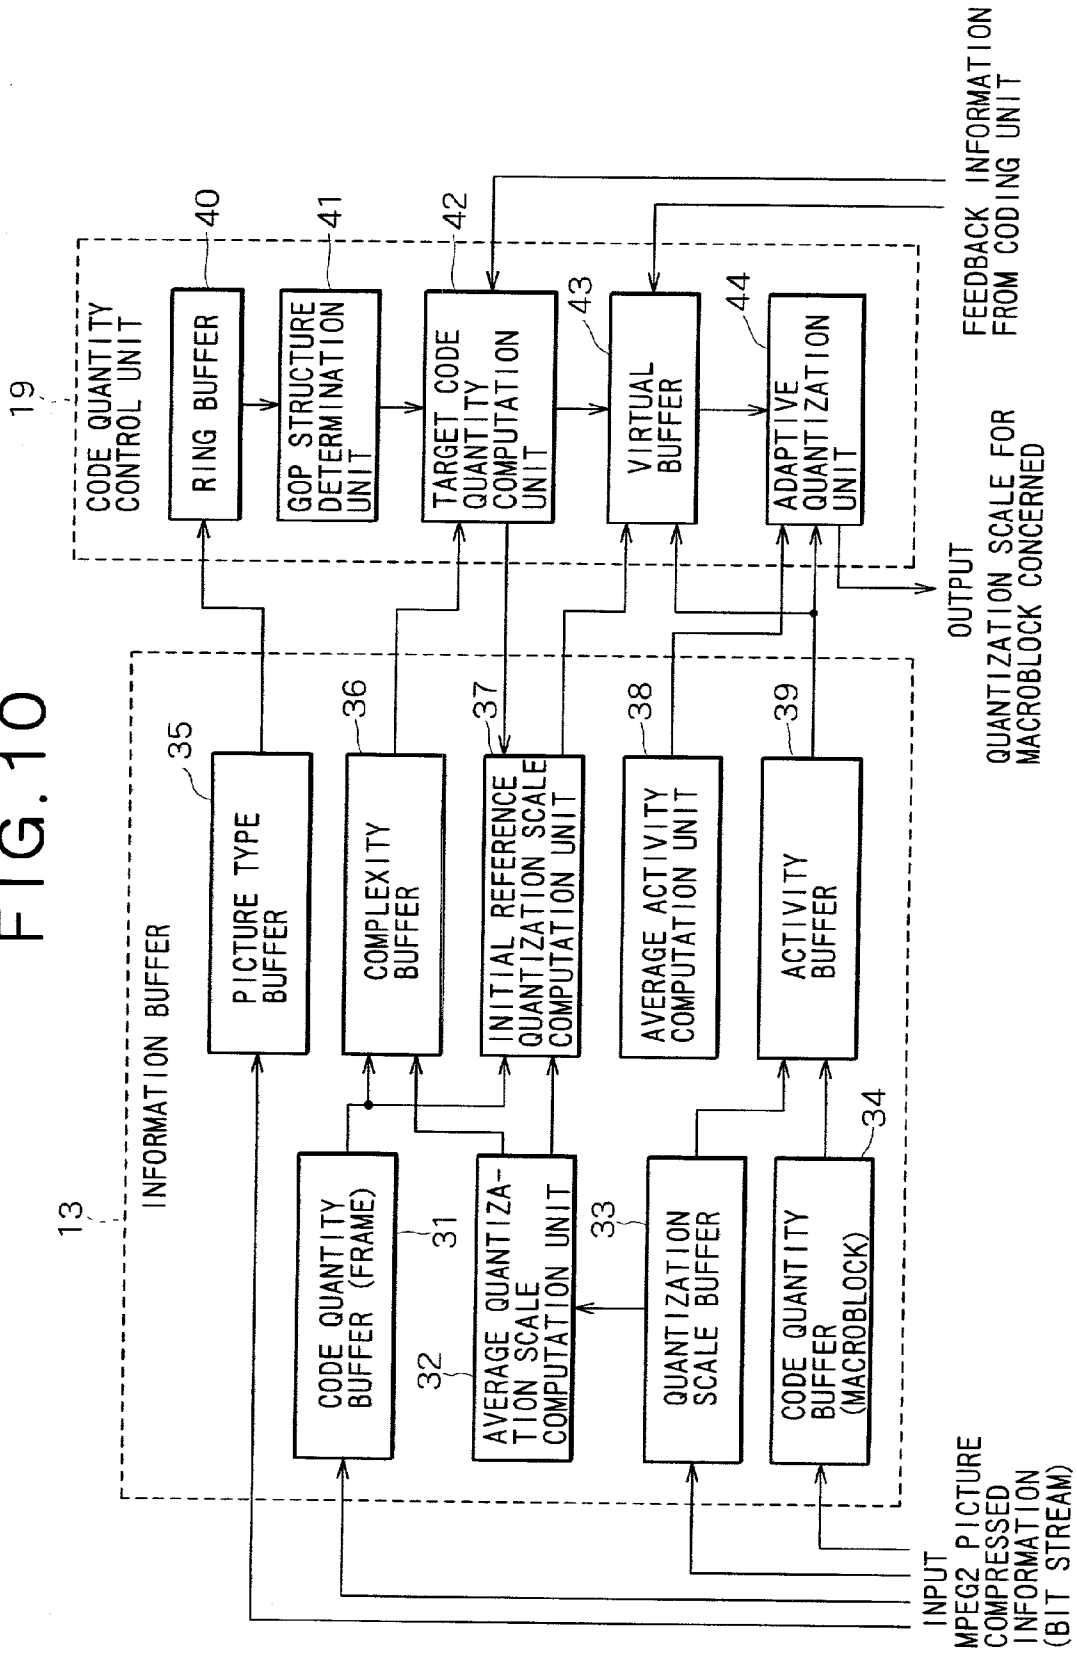 FIG.10
13
INFORMATION BUFFER
19
CODE QUANTITY
CONTROL UNIT
35
PICTURE TYPE
BUFFER
40
RING BUFFER
41
GOP STRUCTURE
DETERMINATION
UNIT
31
CODE QUANTITY
BUFFER (FRAME)
36
COMPLEXITY
BUFFER
42
TARGET CODE
QUANTITY
COMPUTATION
UNIT
32
AVERAGE QUANTIZA-
TION SCALE
COMPUTATION UNIT
37
INITIAL REFERENCE
QUANTIZATION SCALE
COMPUTATION UNIT
43
VIRTUAL
BUFFER
33
QUANTIZATION
SCALE BUFFER
38
AVERAGE ACTIVITY
COMPUTATION UNIT
44
ADAPTIVE
QUANTIZATION
UNIT
34
CODE QUANTITY
BUFFER
(MACROBLOCK)
39
ACTIVITY
BUFFER
INPUT
MPEG2 PICTURE
COMPRESSED
INFORMATION
(BIT STREAM)
OUTPUT
QUANTIZATION SCALE FOR
MACROBLOCK CONCERNED
FEEDBACK INFORMATION
FROM CODING UNIT